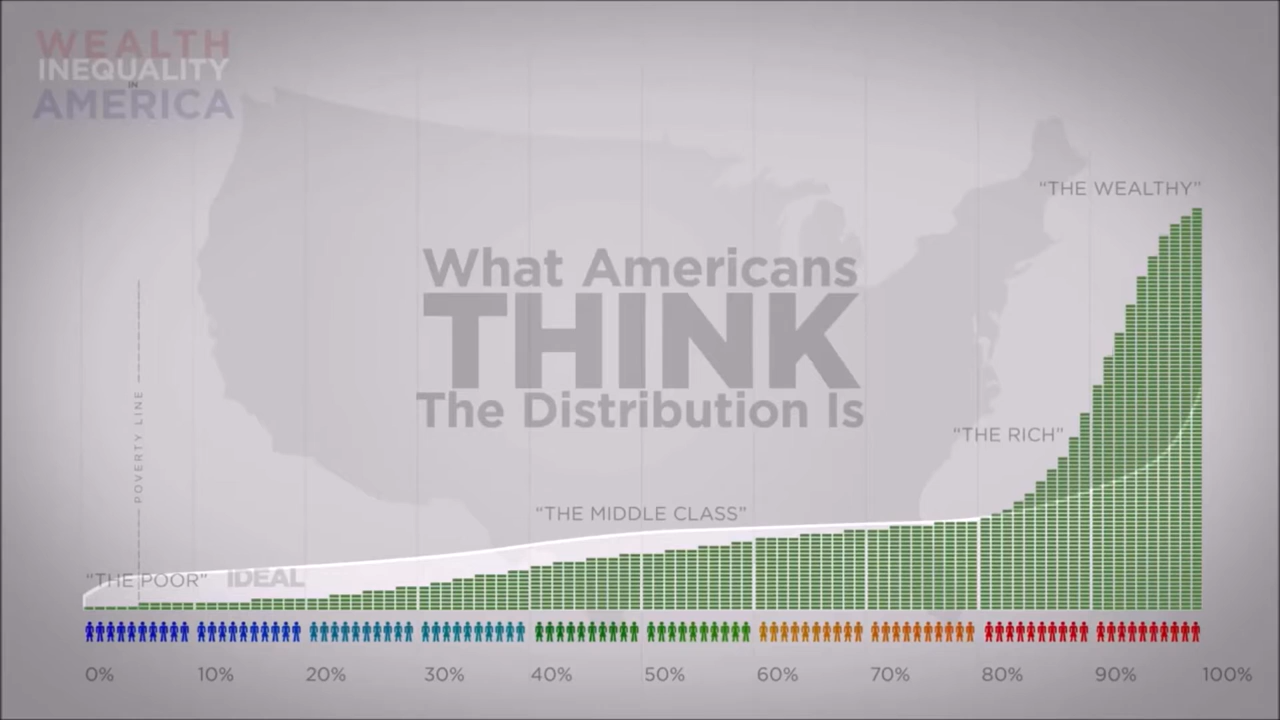 WEALTH
INEQUALITY
IN
AMERICA
"THE WEALTHY"
What Americans
THINK
The Distribution Is
POVERTY LINE
"THE RICH"
"THE MIDDLE CLASS"
"THE POOR" IDEAL
0% 10% 20% 30% 40% 50% 60% 70% 80% 90% 100%